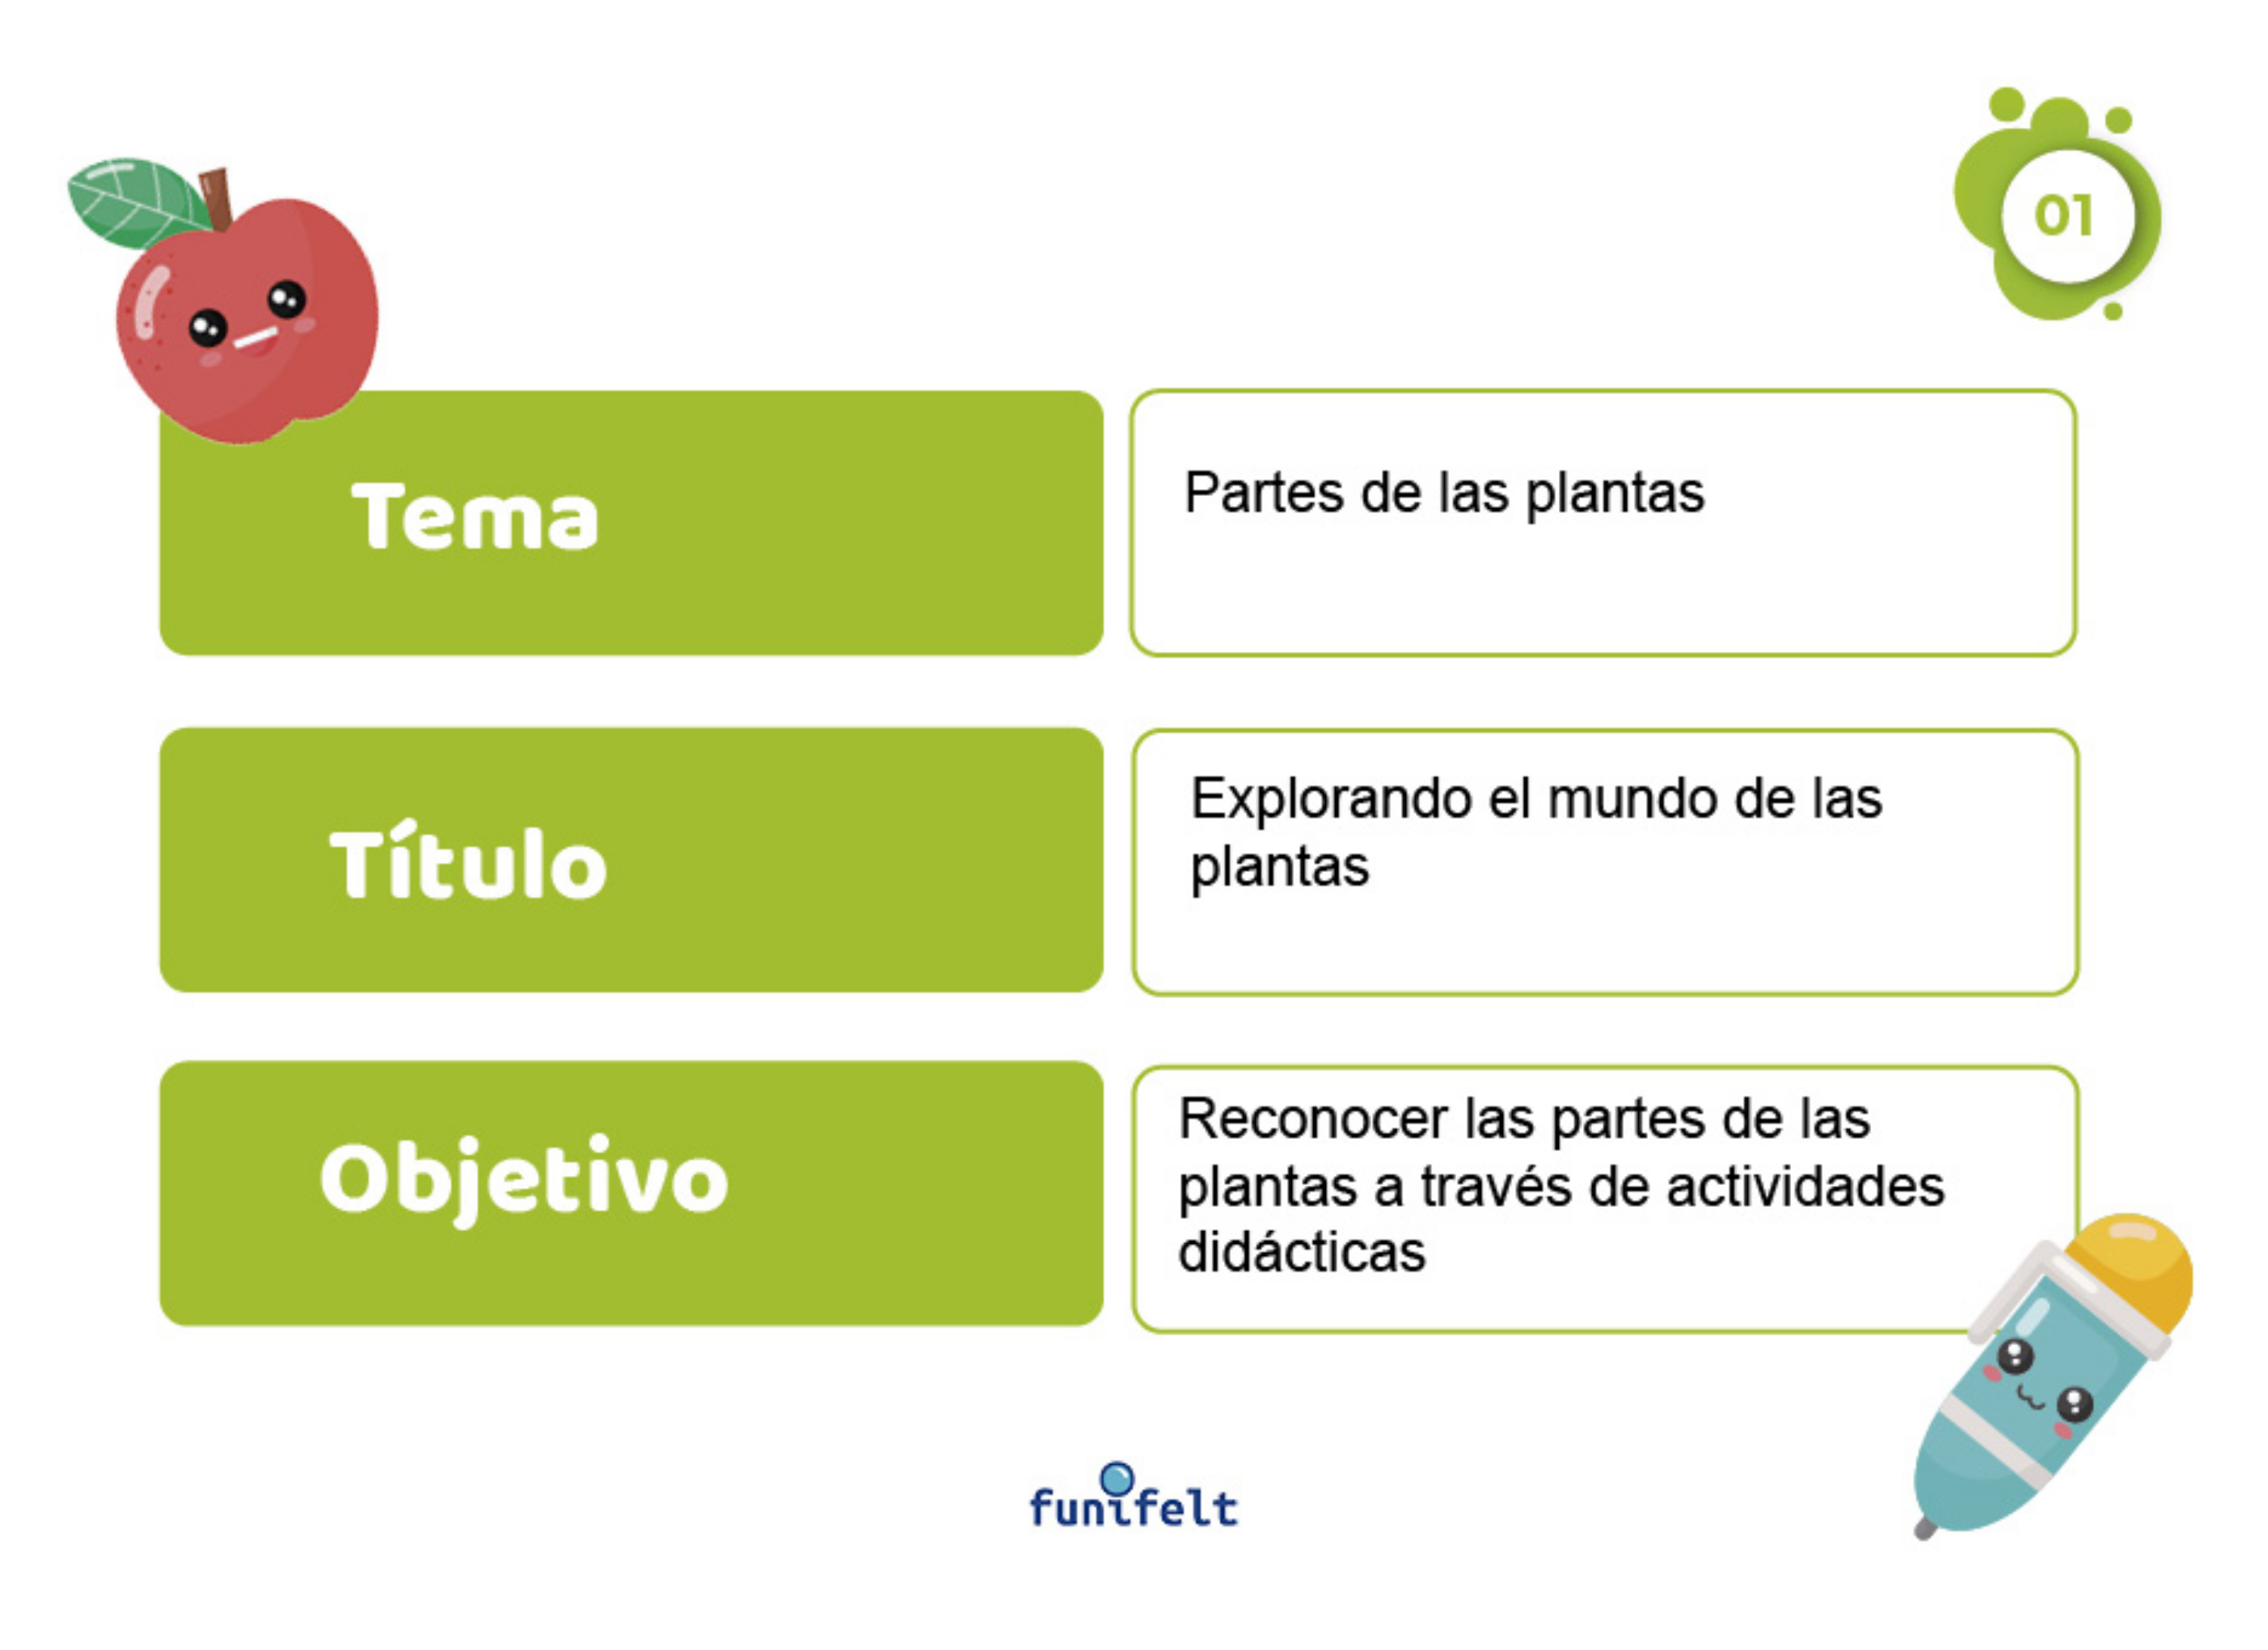 01
Tema
Partes de las plantas
Título
Explorando el mundo de las
plantas
Objetivo
Reconocer las partes de las
plantas a través de actividades
didácticas
funifelt